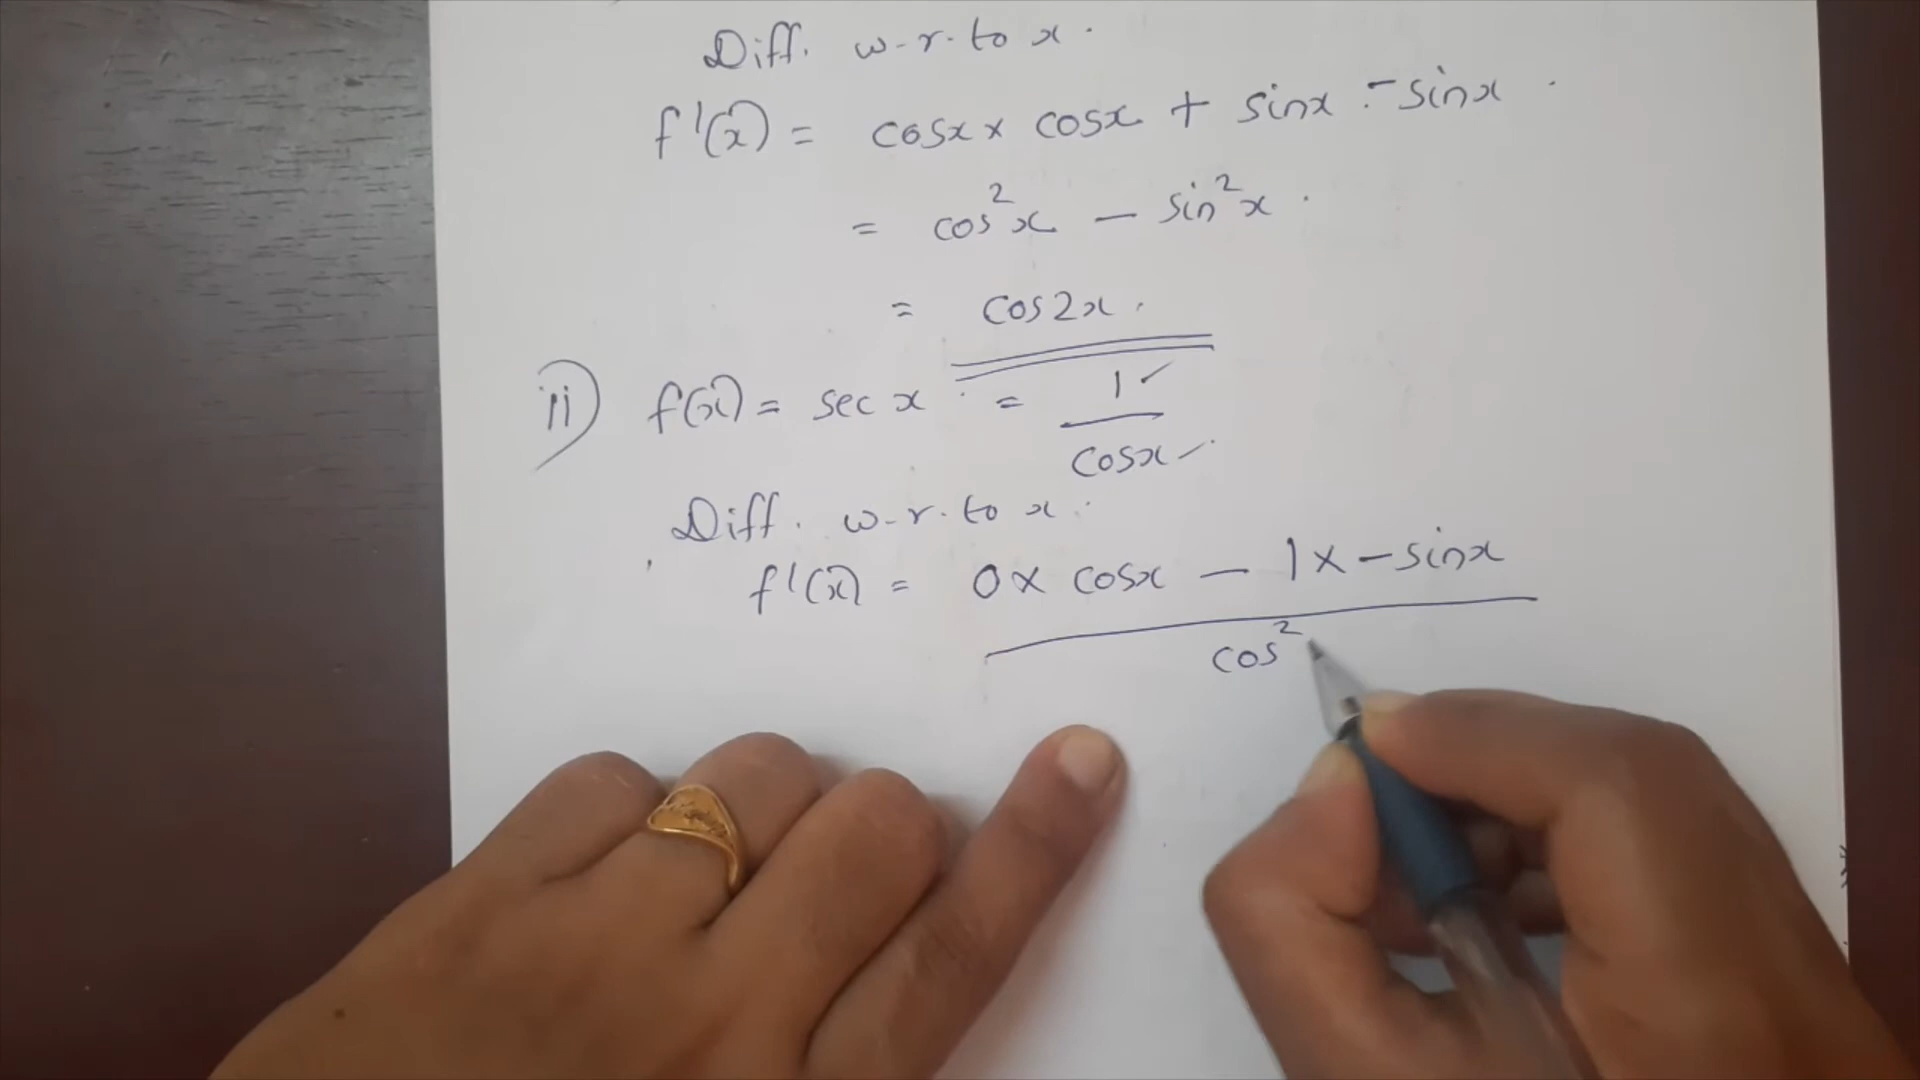 Diff. w-r-to x.
f'(x) = cosx × cosx + sinx . -sinx .
= cos²x - sin²x .
= cos2x .
ii) f(x) = sec x . = 1/cosx
Diff. w-r-to x .
f'(x) = 0 × cosx - 1 × -sinx
cos²